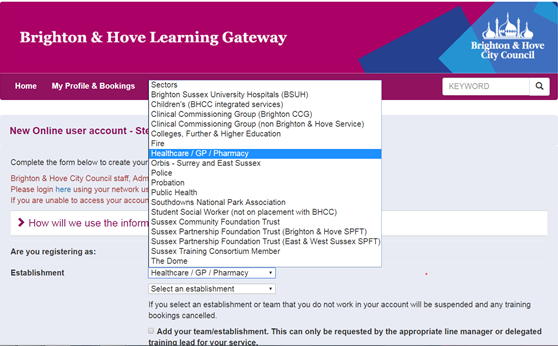 Brighton & Hove Learning Gateway
Brighton & Hove
City Council
Home My Profile & Bookings
KEYWORD
Sectors
Brighton Sussex University Hospitals (BSUH)
Children's (BHCC integrated services)
Clinical Commissioning Group (Brighton CCG)
Clinical Commissioning Group (non Brighton & Hove Service)
Colleges, Further & Higher Education
Fire
Healthcare / GP / Pharmacy
Orbis - Surrey and East Sussex
Police
Probation
Public Health
Southdowns National Park Association
Student Social Worker (not on placement with BHCC)
Sussex Community Foundation Trust
Sussex Partnership Foundation Trust (Brighton & Hove SPFT)
Sussex Partnership Foundation Trust (East & West Sussex SPFT)
Sussex Training Consortium Member
The Dome
New Online user account - Ste
Complete the form below to create your
Brighton & Hove City Council staff, Adm
Please login here using your network us
If you are unable to access your accoun
How will we use the inform
Are you registering as:
Establishment Healthcare / GP / Pharmacy
Select an establishment
If you select an establishment or team that you do not work in your account will be suspended and any training
bookings cancelled.
Add your team/establishment. This can only be requested by the appropriate line manager or delegated
training lead for your service.